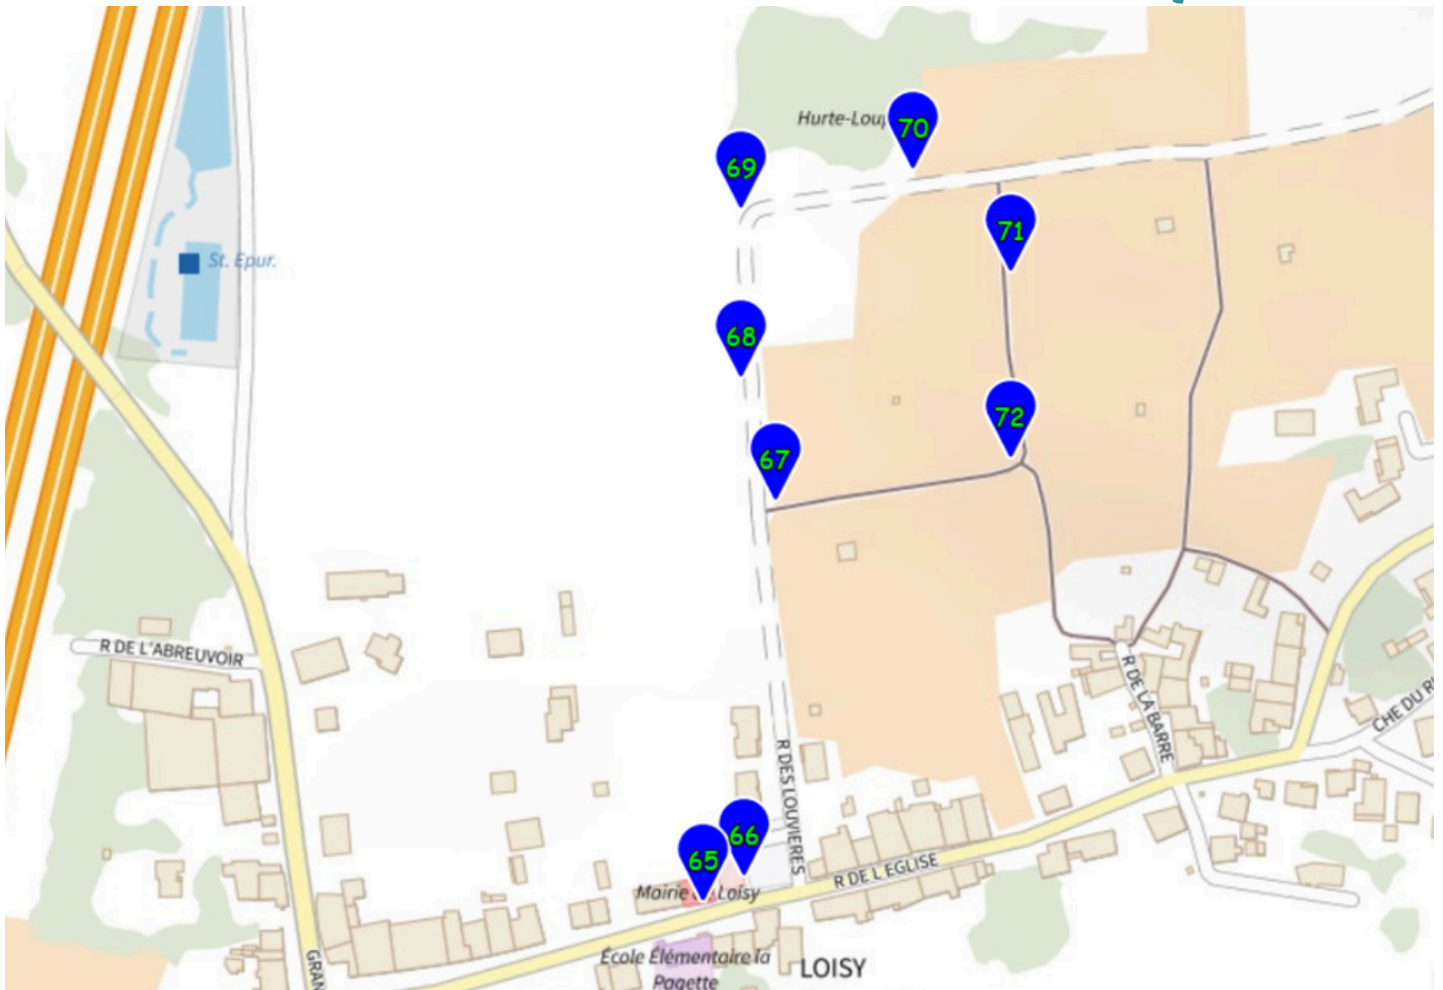 Hurte-Loup
70
69
71
St. Epur.
68
72
67
R DE L'ABREUVOIR
R DE LA BARRE
CHE DU R
R DES LOUVIERES
66
65
Mairie Loisy
R DE L'EGLISE
GRAN
École Élémentaire la
Pagette
LOISY